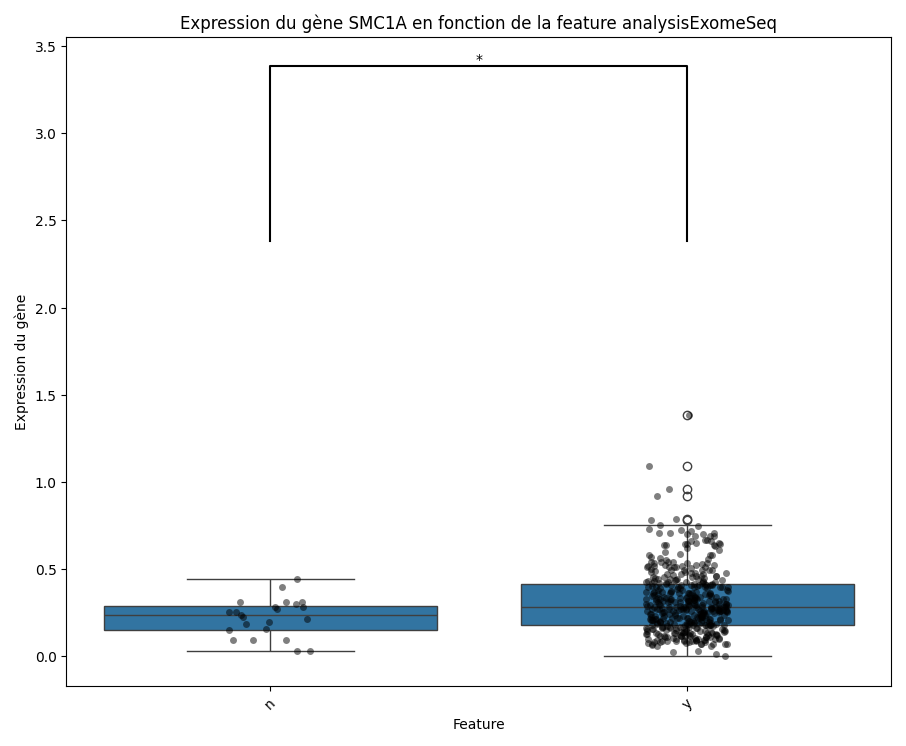 Expression du gène SMC1A en fonction de la feature analysisExomeSeq
*
3.5
3.0
2.5
2.0
1.5
1.0
0.5
0.0
Expression du gène
n
y
Feature